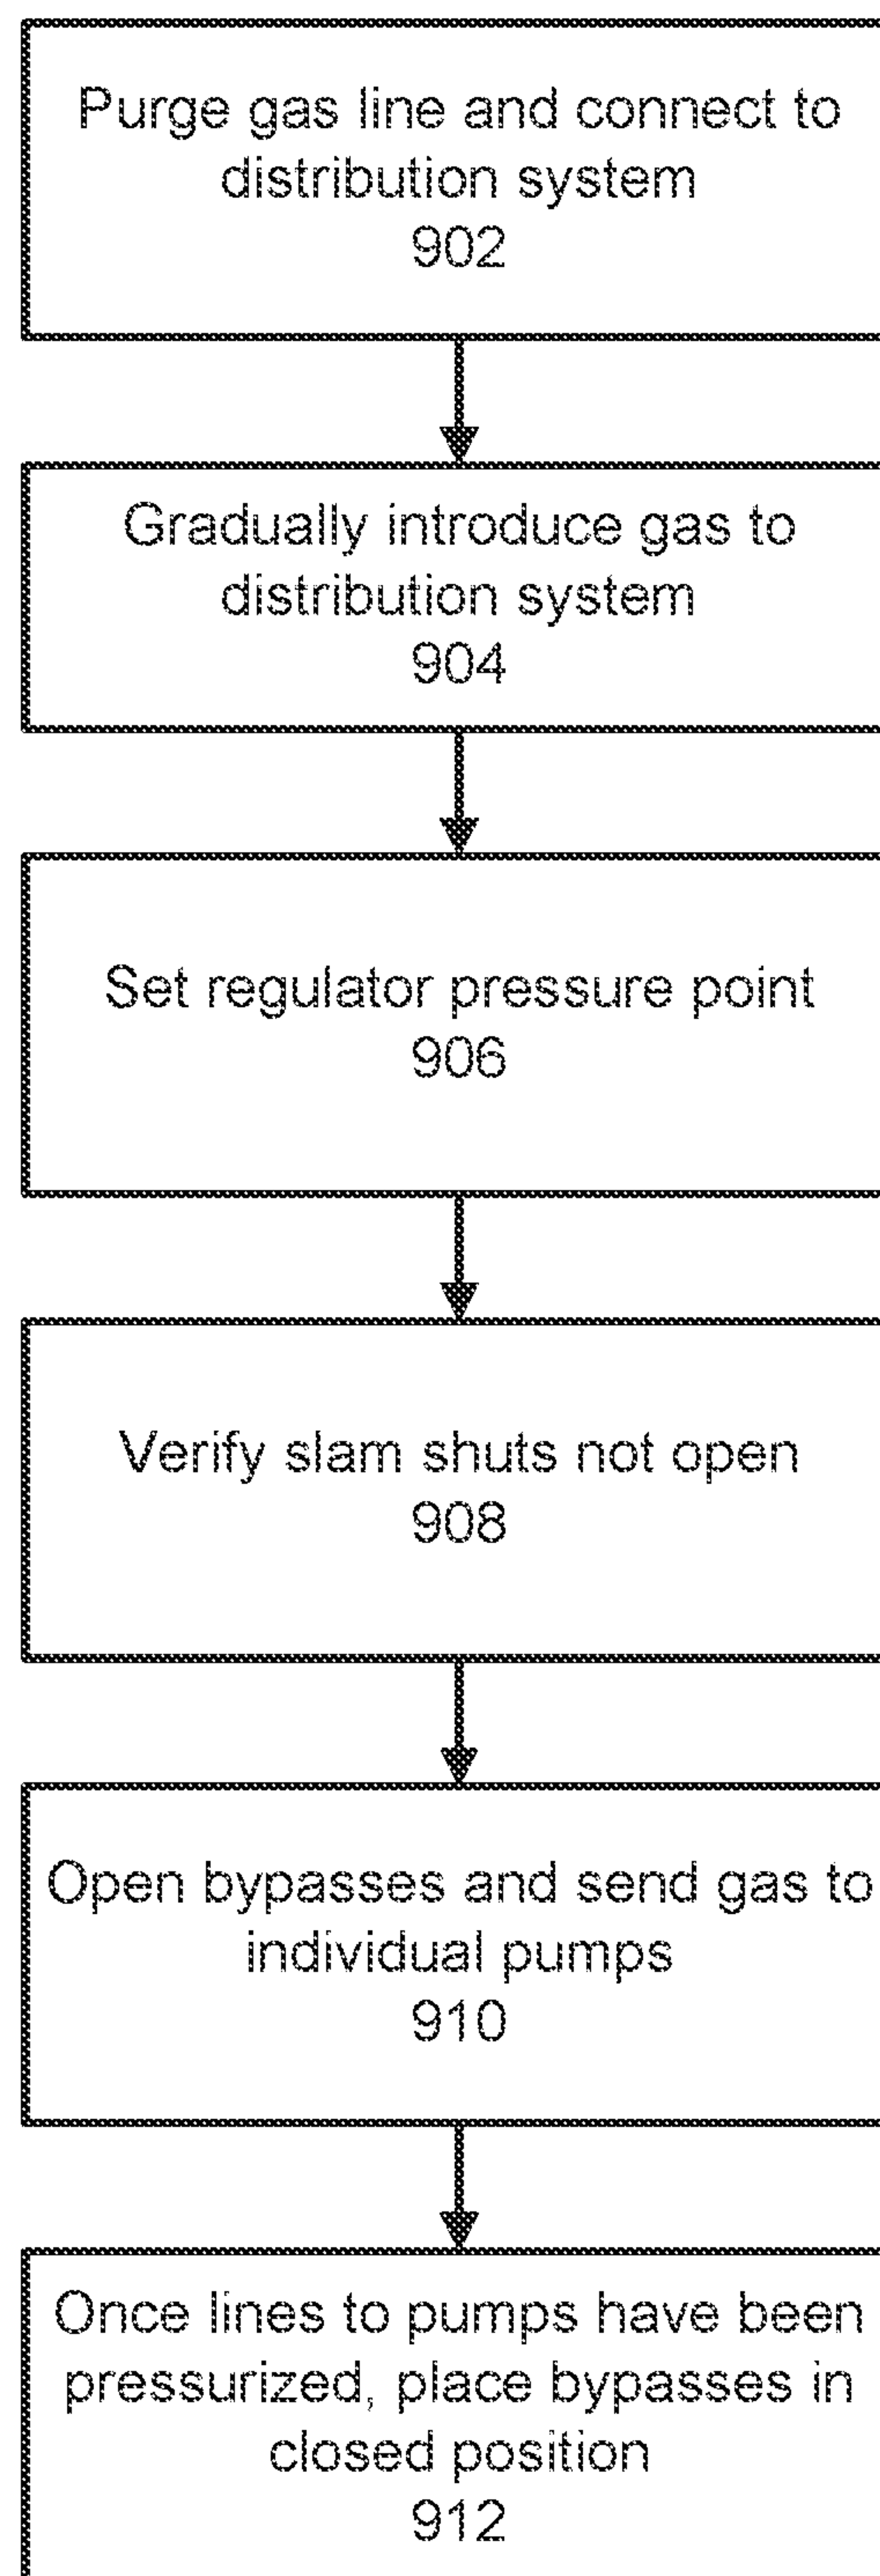 Purge gas line and connect to
distribution system
902
Gradually introduce gas to
distribution system
904
Set regulator pressure point
906
Verify slam shuts not open
908
Open bypasses and send gas to
individual pumps
910
Once lines to pumps have been
pressurized, place bypasses in
closed position
912